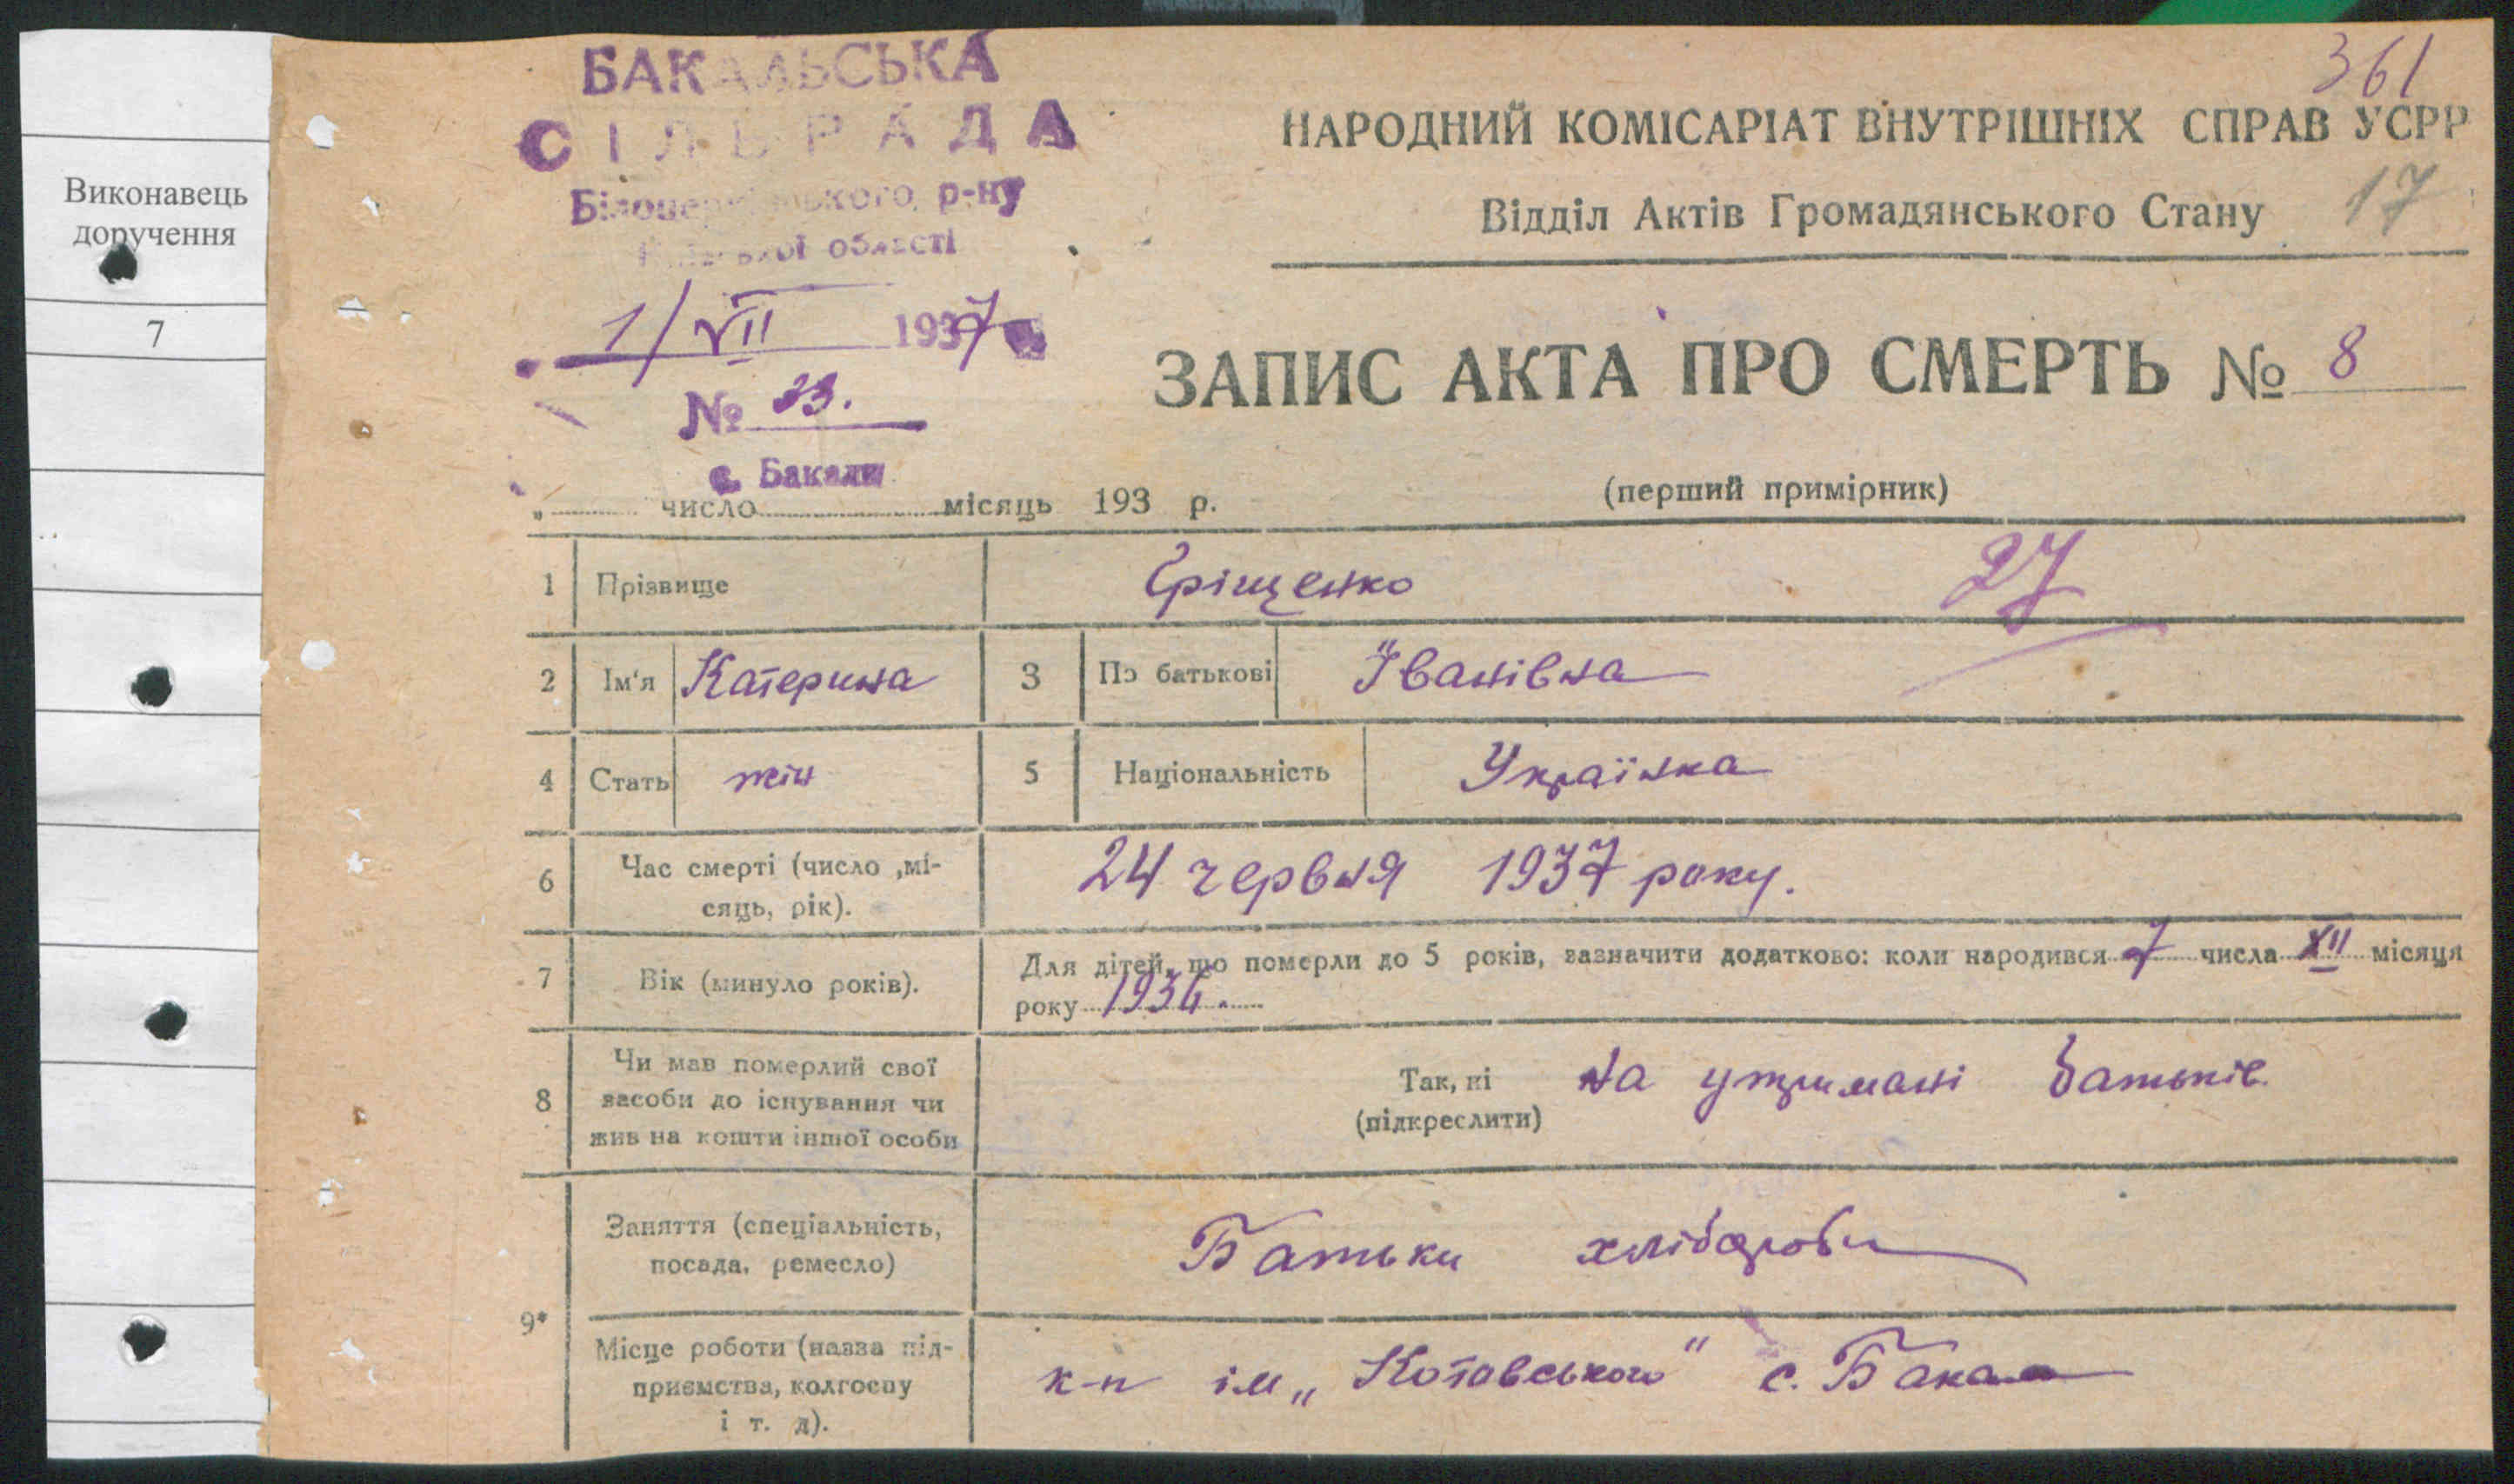 Виконавець
доручення
7
БАКАЛЬСЬКА
СІЛЬРАДА
Білоцерківського р-ну
області
1/VII 1937
№ 23.
с. Бакали
361
НАРОДНИЙ КОМІСАРІАТ ВНУТРІШНІХ СПРАВ УСРР
Відділ Актів Громадянського Стану 17
ЗАПИС АКТА ПРО СМЕРТЬ № 8
(перший примірник)
„ число місяць 193 р.
1 Прізвище Гріщенко 27
2 Ім'я Катерина 3 По батькові Іванівна
4 Стать жін 5 Національність Українка
6 Час смерті (число ,мі-
сяць, рік). 24 червня 1937 року.
7 Вік (минуло років). Для дітей, що померли до 5 років, зазначити додатково: коли народився 7 числа XII місяця
року 1936.
8 Чи мав померлий свої
засоби до існування чи
жив на кошти іншої особи
Так, ні
(підкреслити)
на утримані батьків.
9* Заняття (спеціальність,
посада, ремесло) Батьки хлібороби
Місце роботи (назва під-
приємства, колгоспу
і т. д).
к-п ім „Котовського" с. Бакали